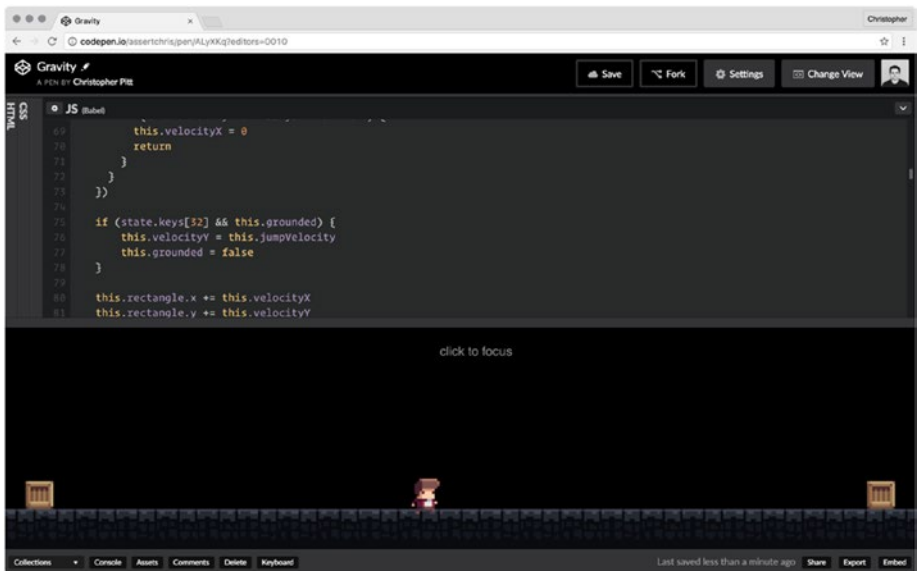 Gravity
Christopher
codepen.io/assertchris/pen/ALyXKq?editors=0010
Gravity
A PEN BY Christopher Pitt
Save
Fork
Settings
Change View
HTML
CSS
JS (Babel)
69 this.velocityX = 0
70 return
71 }
72 }
73 })
74
75 if (state.keys[32] && this.grounded) {
76 this.velocityY = this.jumpVelocity
77 this.grounded = false
78 }
79
80 this.rectangle.x += this.velocityX
81 this.rectangle.y += this.velocityY
click to focus
Collections Console Assets Comments Delete Keyboard Last saved less than a minute ago Share Export Embed